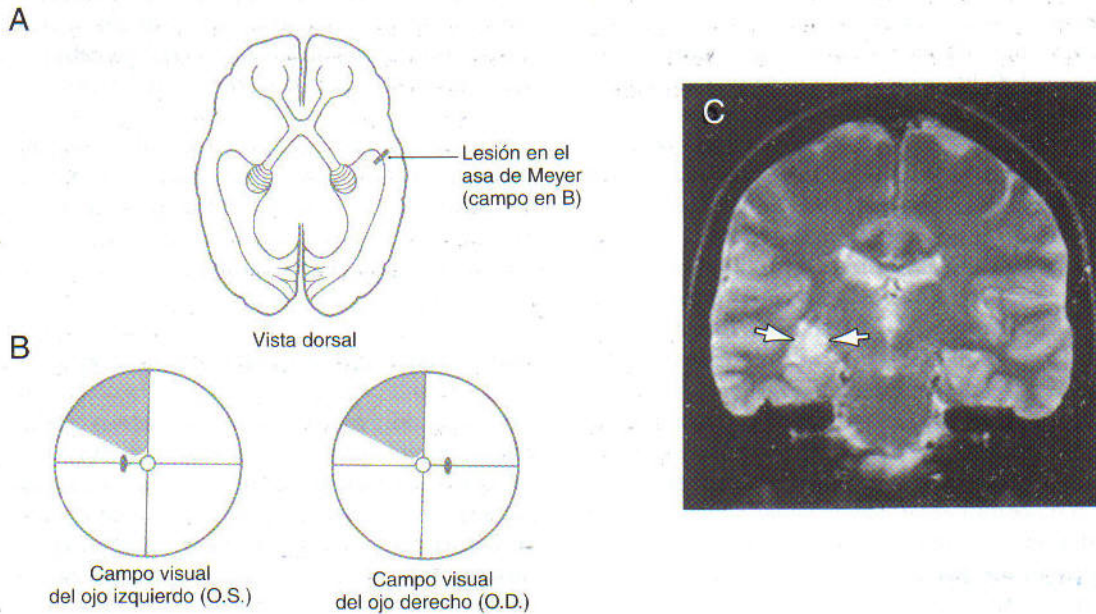 A
Lesión en el
asa de Meyer
(campo en B)
Vista dorsal
B
Campo visual
del ojo izquierdo (O.S.)
Campo visual
del ojo derecho (O.D.)
C